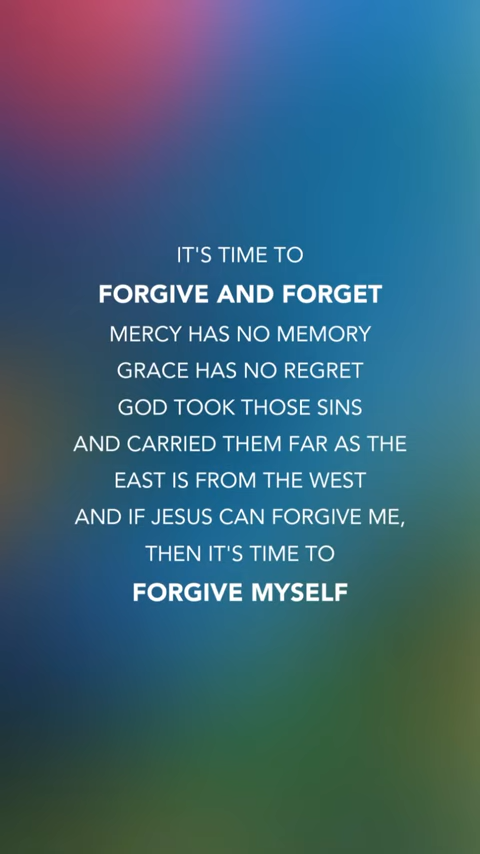 IT'S TIME TO
FORGIVE AND FORGET
MERCY HAS NO MEMORY
GRACE HAS NO REGRET
GOD TOOK THOSE SINS
AND CARRIED THEM FAR AS THE
EAST IS FROM THE WEST
AND IF JESUS CAN FORGIVE ME,
THEN IT'S TIME TO
FORGIVE MYSELF